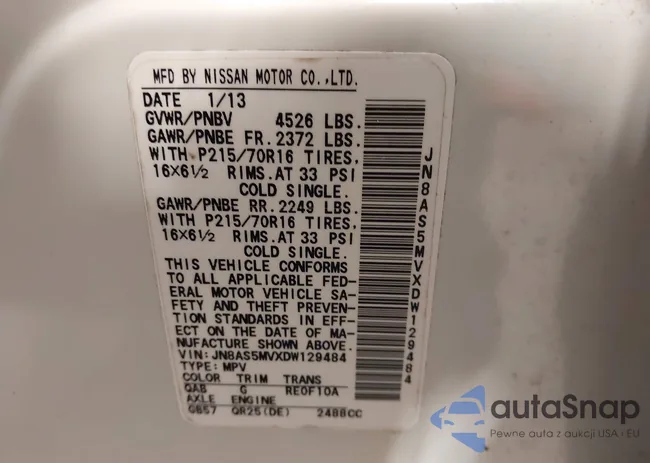 MFD BY NISSAN MOTOR CO.,LTD.
DATE 1/13
GVWR/PNBV 4526 LBS.
GAWR/PNBE FR. 2372 LBS.
WITH P215/70R16 TIRES,
16X6½ RIMS.AT 33 PSI
COLD SINGLE.
GAWR/PNBE RR. 2249 LBS.
WITH P215/70R16 TIRES,
16X6½ RIMS.AT 33 PSI
COLD SINGLE.
THIS VEHICLE CONFORMS
TO ALL APPLICABLE FED-
ERAL MOTOR VEHICLE SA-
FETY AND THEFT PREVEN-
TION STANDARDS IN EFF-
ECT ON THE DATE OF MA-
NUFACTURE SHOWN ABOVE.
VIN: JN8AS5MVXDW129484
TYPE: MPV
COLOR TRIM TRANS
QAB G RE0F10A
AXLE ENGINE
GB57 QR25(DE) 2488CC
JN8AS5MVXDW129484
autaSnap
Pewne auta z aukcji USA i EU